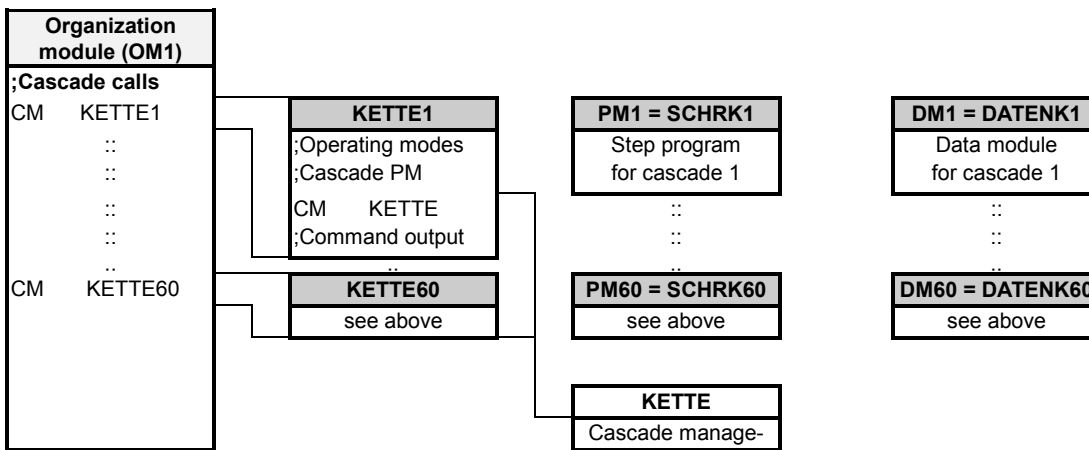 Organization
module (OM1)
;Cascade calls
CM KETTE1
::
::
::
::
..
CM KETTE60
KETTE1
;Operating modes
;Cascade PM
CM KETTE
;Command output
..
KETTE60
see above
PM1 = SCHRK1
Step program
for cascade 1
::
::
..
PM60 = SCHRK60
see above
KETTE
Cascade manage-
DM1 = DATENK1
Data module
for cascade 1
::
::
..
DM60 = DATENK60
see above